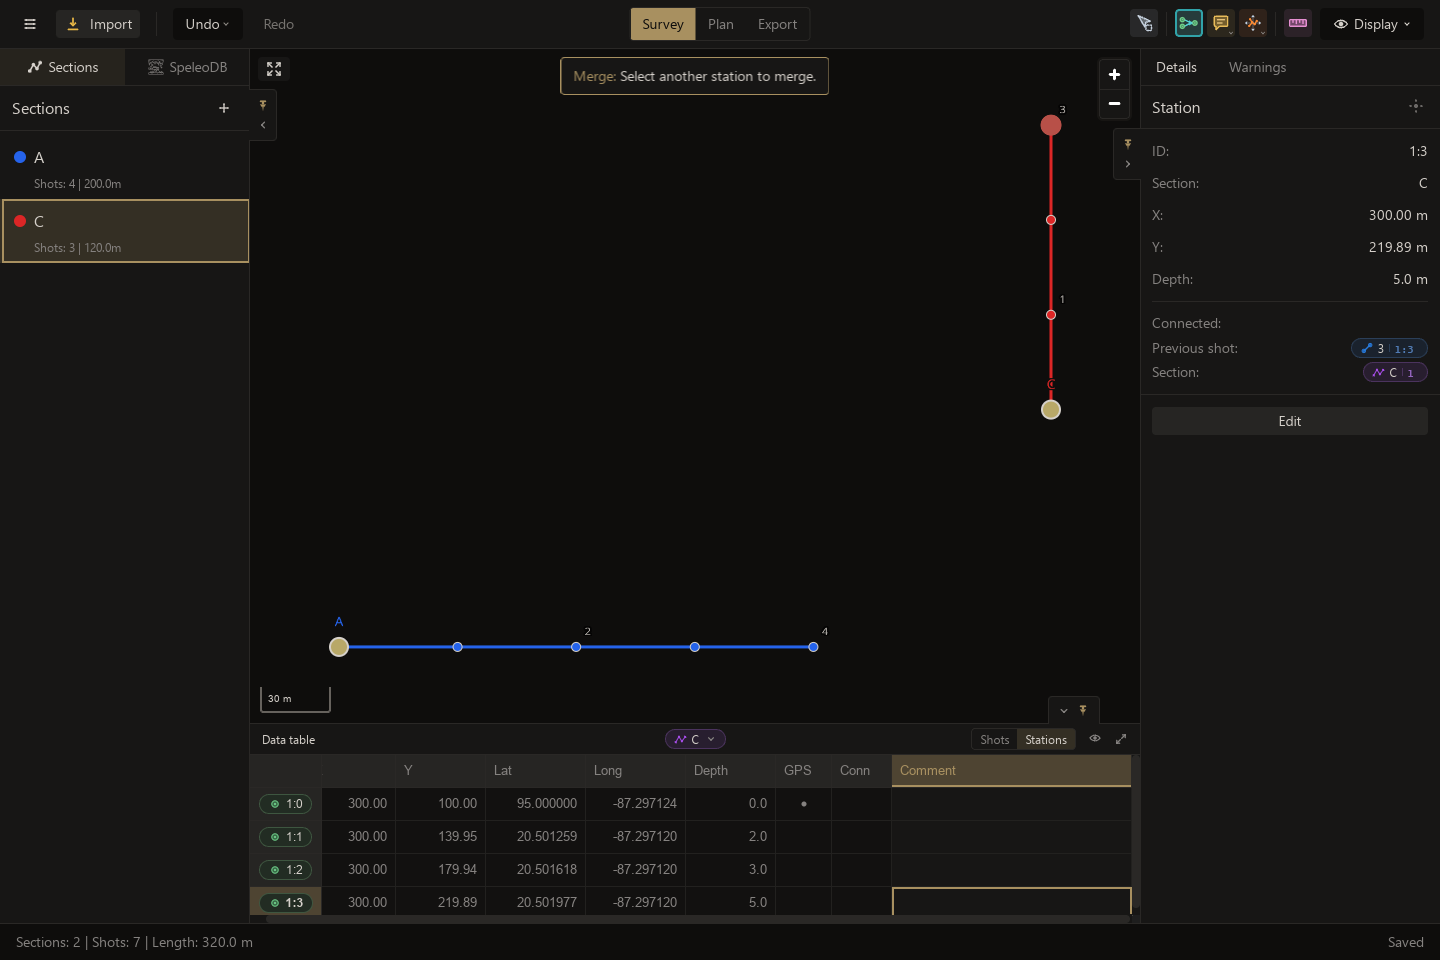 Import
Undo
Redo
Survey
Plan
Export
Display
Sections
SpeleoDB
Sections
A
Shots: 4 | 200.0m
C
Shots: 3 | 120.0m
Merge: Select another station to merge.
3
1
C
A
2
4
30 m
Details
Warnings
Station
ID: 1:3
Section: C
X: 300.00 m
Y: 219.89 m
Depth: 5.0 m
Connected:
Previous shot: 3 | 1:3
Section: C | 1
Edit
Data table
C
Shots
Stations
Y Lat Long Depth GPS Conn Comment
1:0 300.00 100.00 95.000000 -87.297124 0.0
1:1 300.00 139.95 20.501259 -87.297120 2.0
1:2 300.00 179.94 20.501618 -87.297120 3.0
1:3 300.00 219.89 20.501977 -87.297120 5.0
Sections: 2 | Shots: 7 | Length: 320.0 m
Saved